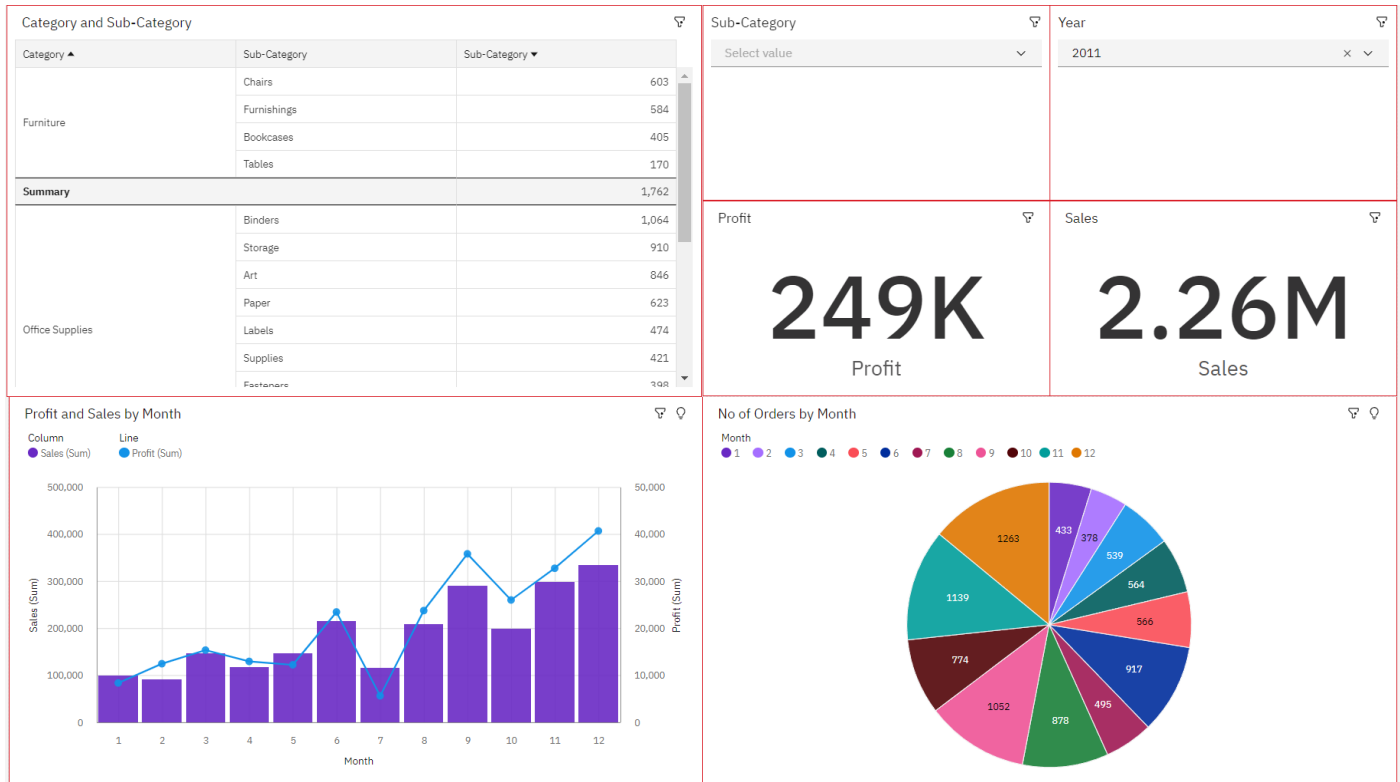 Category and Sub-Category
Category Sub-Category Sub-Category
Furniture
Chairs 603
Furnishings 584
Bookcases 405
Tables 170
Summary 1,762
Office Supplies
Binders 1,064
Storage 910
Art 846
Paper 623
Labels 474
Supplies 421
Fasteners 398
Sub-Category
Select value
Year
2011
Profit
249K
Profit
Sales
2.26M
Sales
Profit and Sales by Month
Column Line
Sales (Sum) Profit (Sum)
500,000 50,000
400,000 40,000
300,000 30,000
200,000 20,000
100,000 10,000
0 0
Sales (Sum)
Profit (Sum)
1 2 3 4 5 6 7 8 9 10 11 12
Month
No of Orders by Month
Month
1 2 3 4 5 6 7 8 9 10 11 12
433
378
539
564
566
917
495
878
1052
774
1139
1263